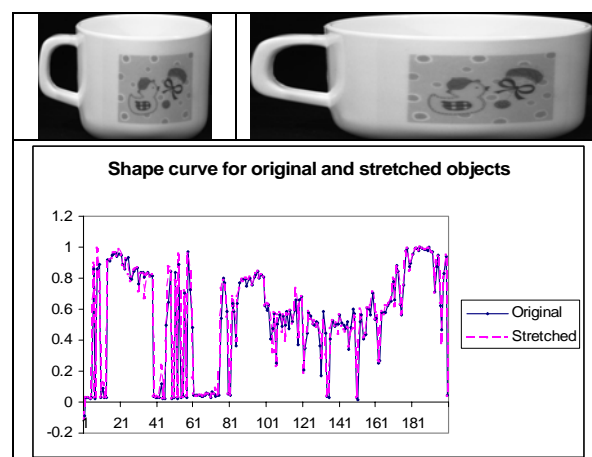 Shape curve for original and stretched objects
1.2
1
0.8
0.6
0.4
0.2
0
-0.2
1 21 41 61 81 101 121 141 161 181
Original
Stretched